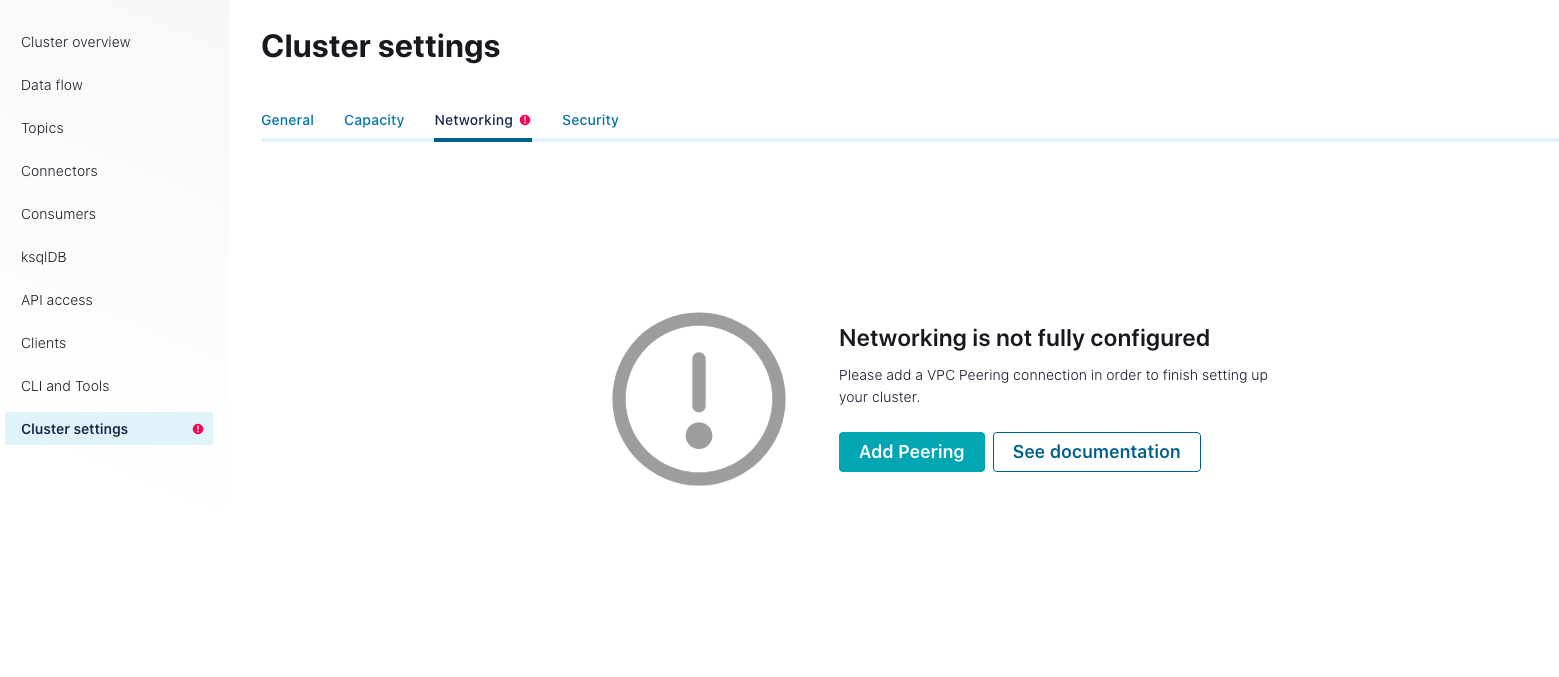 Cluster overview
Data flow
Topics
Connectors
Consumers
ksqlDB
API access
Clients
CLI and Tools
Cluster settings
Cluster settings
General Capacity Networking Security
Networking is not fully configured
Please add a VPC Peering connection in order to finish setting up
your cluster.
Add Peering See documentation